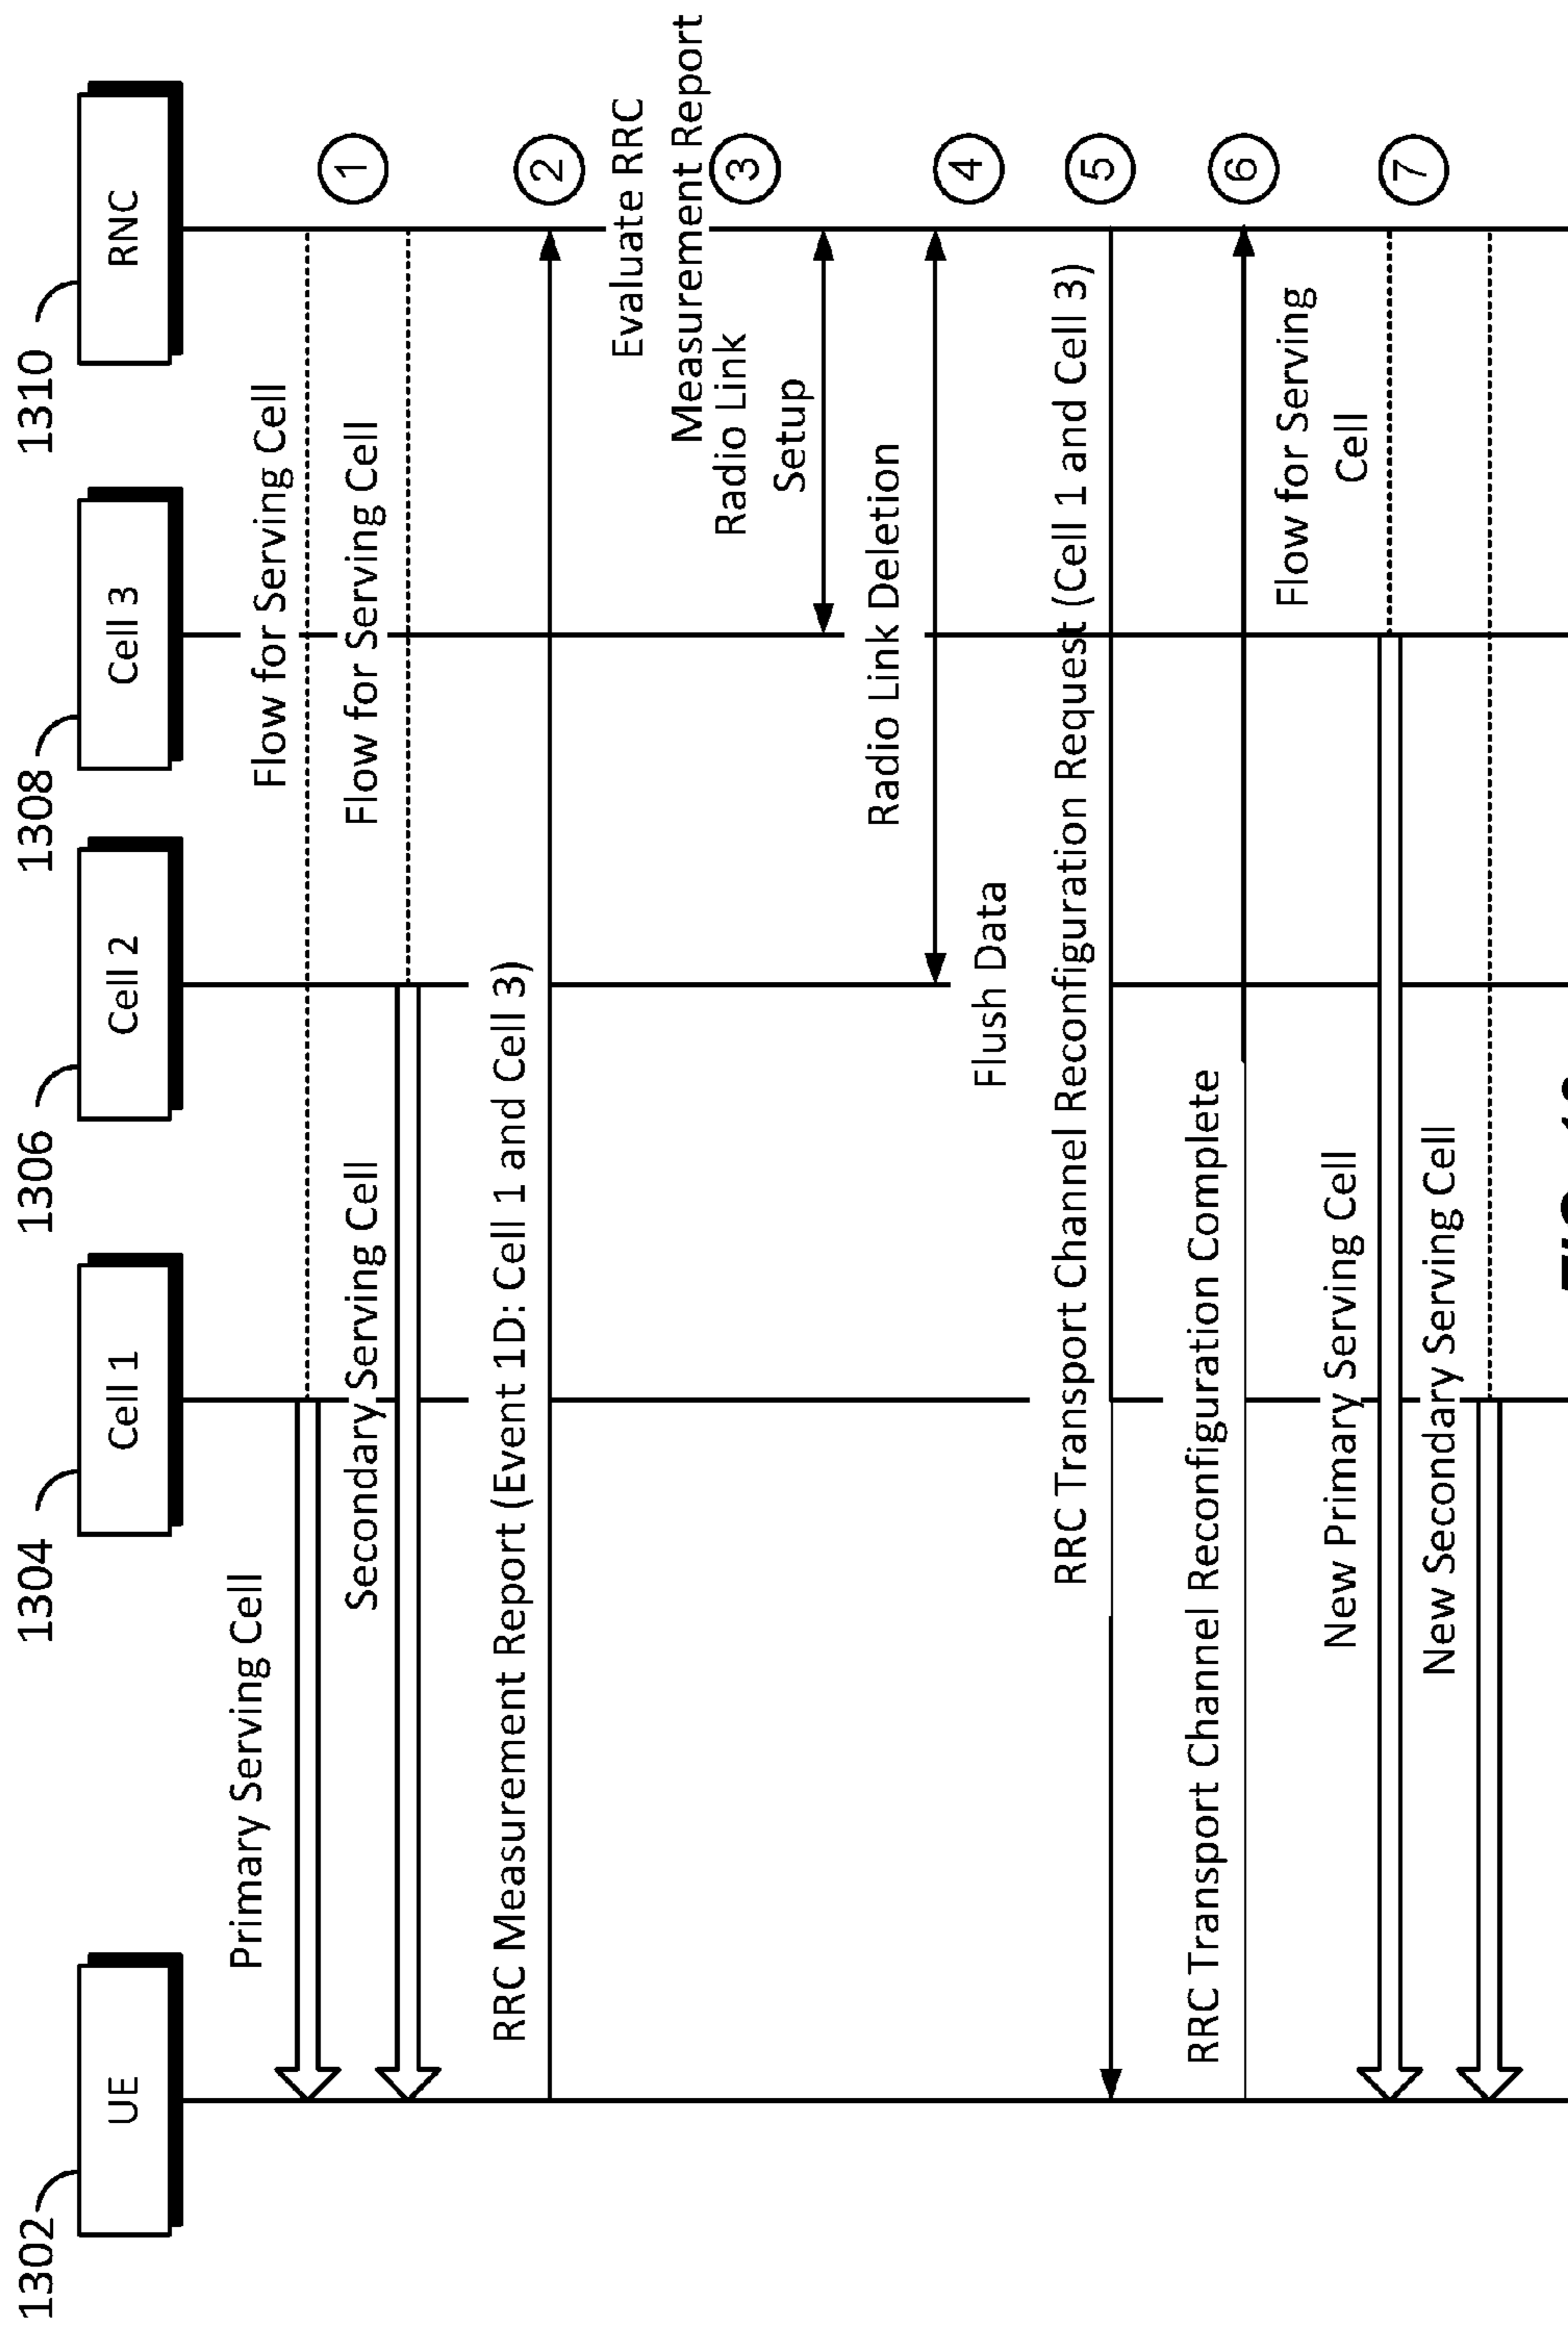 1302
1304
1306
1308
1310
UE
Cell 1
Cell 2
Cell 3
RNC
Primary Serving Cell
Flow for Serving Cell
1
Secondary Serving Cell
Flow for Serving Cell
RRC Measurement Report (Event 1D: Cell 1 and Cell 3)
2
Evaluate RRC
Measurement Report
Radio Link
Setup
3
Radio Link Deletion
4
Flush Data
RRC Transport Channel Reconfiguration Request (Cell 1 and Cell 3)
5
RRC Transport Channel Reconfiguration Complete
6
Flow for Serving
Cell
New Primary Serving Cell
7
New Secondary Serving Cell